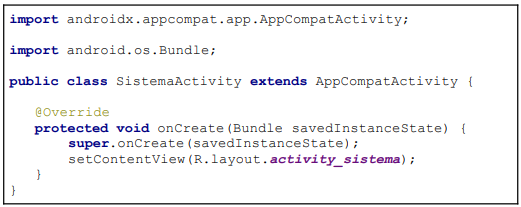 import androidx.appcompat.app.AppCompatActivity;
import android.os.Bundle;
public class SistemaActivity extends AppCompatActivity {
@Override
protected void onCreate(Bundle savedInstanceState) {
super.onCreate(savedInstanceState);
setContentView(R.layout.activity_sistema);
}
}